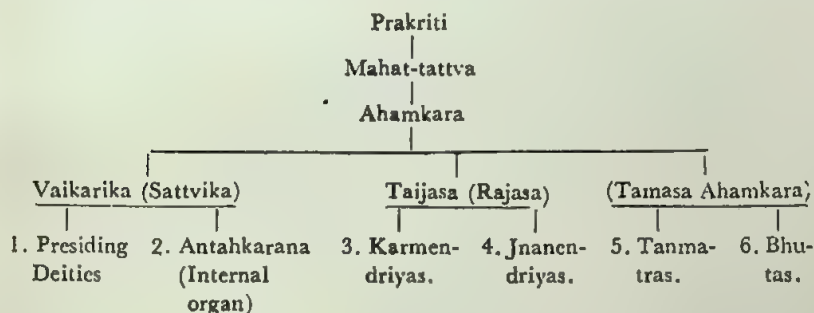 Prakriti
Mahat-tattva
Ahamkara
Vaikarika (Sattvika) Taijasa (Rajasa) (Tamasa Ahamkara)
1. Presiding 2. Antahkarana 3. Karmen- 4. Jnanen- 5. Tanma- 6. Bhu-
Deities (Internal driyas. driyas. tras. tas.
organ)